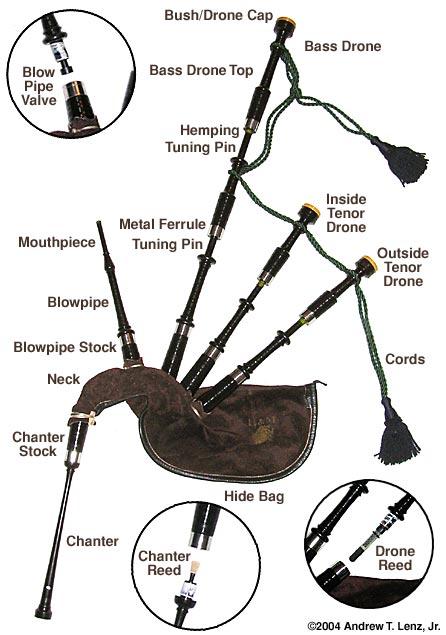 Bush/Drone Cap
Bass Drone
Blow
Pipe
Valve
Bass Drone Top
Hemping
Tuning Pin
Inside
Tenor
Drone
Metal Ferrule
Tuning Pin
Mouthpiece
Outside
Tenor
Drone
Blowpipe
Blowpipe Stock
Cords
Neck
Chanter
Stock
Hide Bag
Chanter
Chanter
Reed
Drone
Reed
©2004 Andrew T. Lenz, Jr.